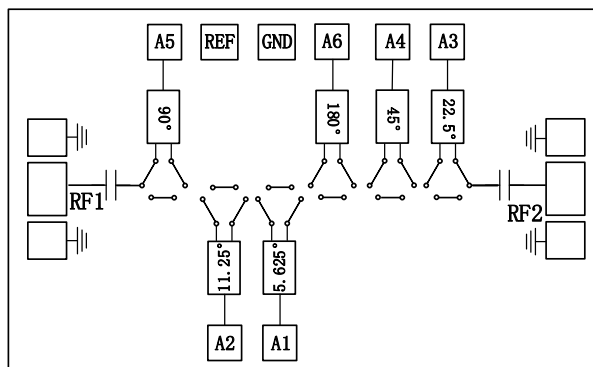 A5 REF GND A6 A4 A3
90° 180° 45° 22.5°
RF1 RF2
11.25° 5.625°
A2 A1